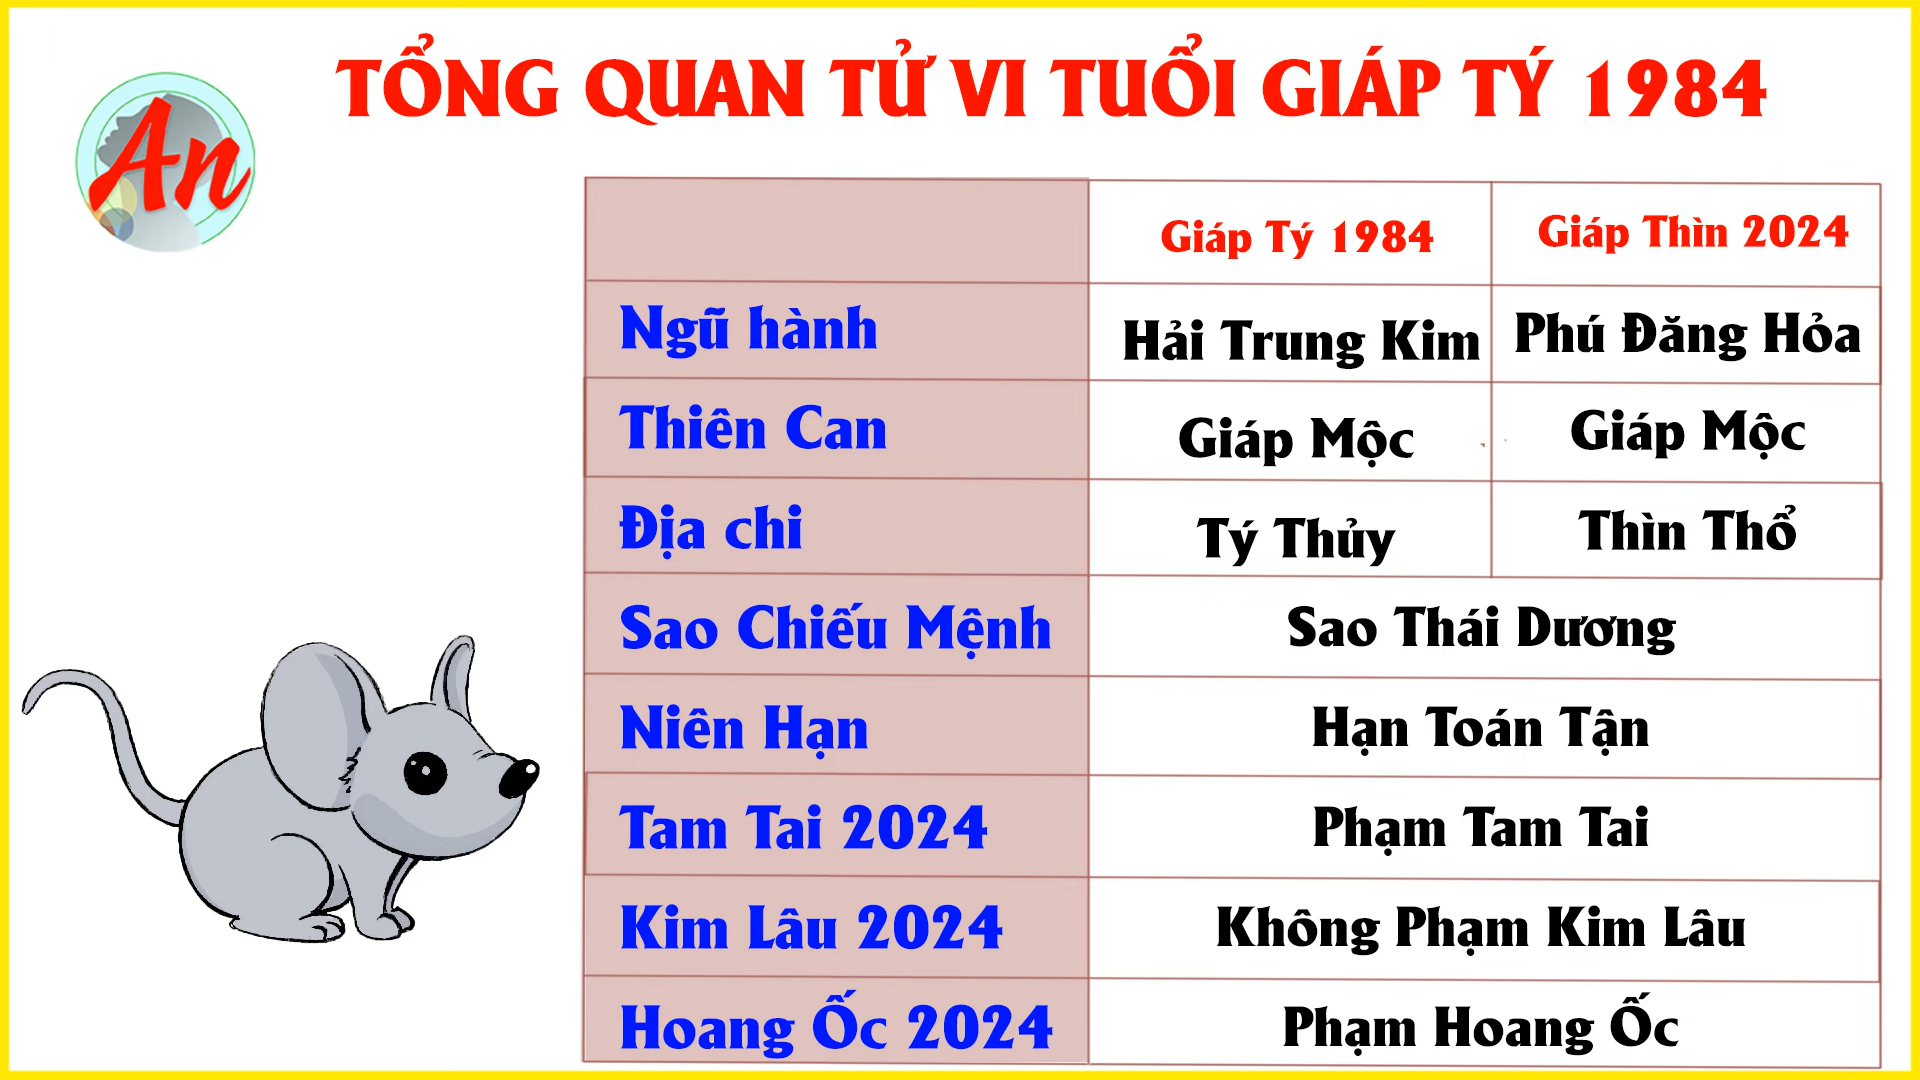 An
TỔNG QUAN TỬ VI TUỔI GIÁP TÝ 1984
Giáp Tý 1984 Giáp Thìn 2024
Ngũ hành Hải Trung Kim Phú Đăng Hỏa
Thiên Can Giáp Mộc Giáp Mộc
Địa chi Tý Thủy Thìn Thổ
Sao Chiếu Mệnh Sao Thái Dương
Niên Hạn Hạn Toán Tận
Tam Tai 2024 Phạm Tam Tai
Kim Lâu 2024 Không Phạm Kim Lâu
Hoang Ốc 2024 Phạm Hoang Ốc